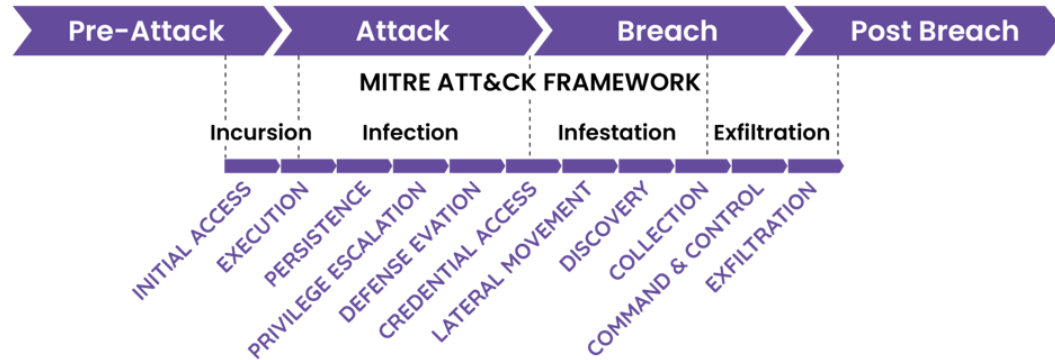 Pre-Attack Attack Breach Post Breach
MITRE ATT&CK FRAMEWORK
Incursion Infection Infestation Exfiltration
INITIAL ACCESS
EXECUTION
PERSISTENCE
PRIVILEGE ESCALATION
DEFENSE EVATION
CREDENTIAL ACCESS
LATERAL MOVEMENT
DISCOVERY
COLLECTION
COMMAND & CONTROL
EXFILTRATION